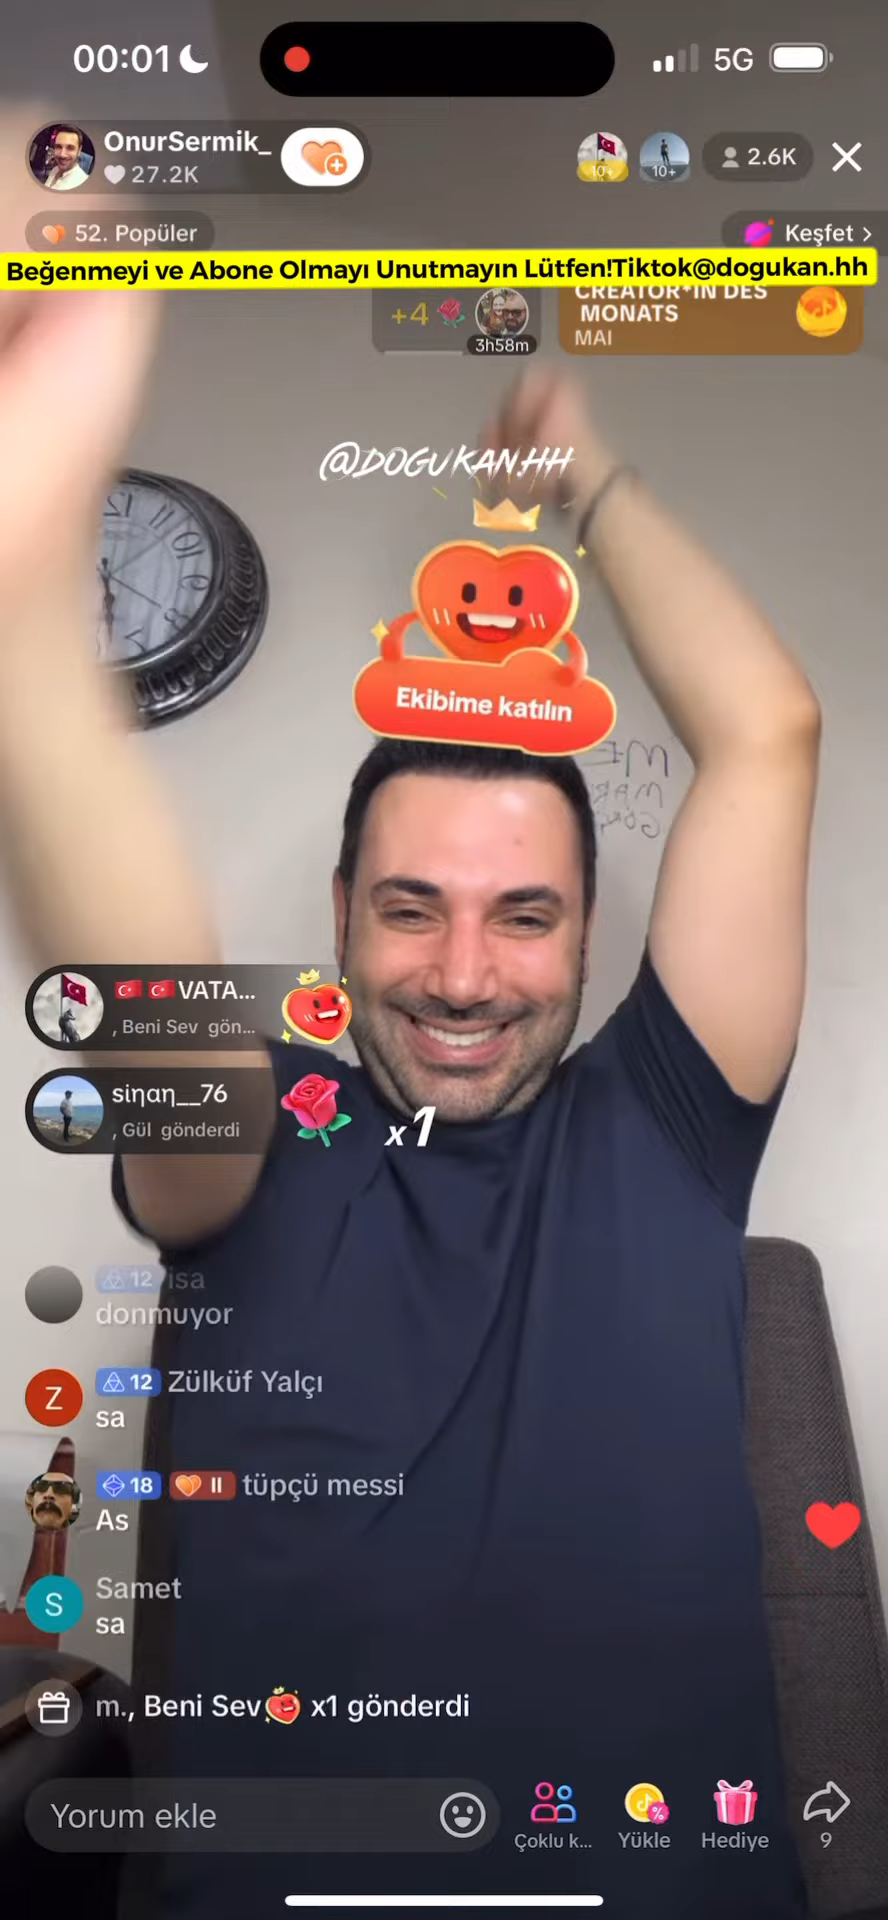 00:01
5G
OnurSermik_
27.2K
10+
10+
2.6K
52. Popüler
Keşfet >
Beğenmeyi ve Abone Olmayı Unutmayın Lütfen!Tiktok@dogukan.hh
+4
3h58m
CREATOR*IN DES
MONATS
MAI
@DOGUKAN.HH
Ekibime katılın
VATA...
, Beni Sev gön...
siηαη__76
, Gül gönderdi
x1
12 isa
donmuyor
Z
12 Zülküf Yalçı
sa
18 II tüpçü messi
As
S
Samet
sa
m., Beni Sev x1 gönderdi
Yorum ekle
Çoklu k...
Yükle
Hediye
9